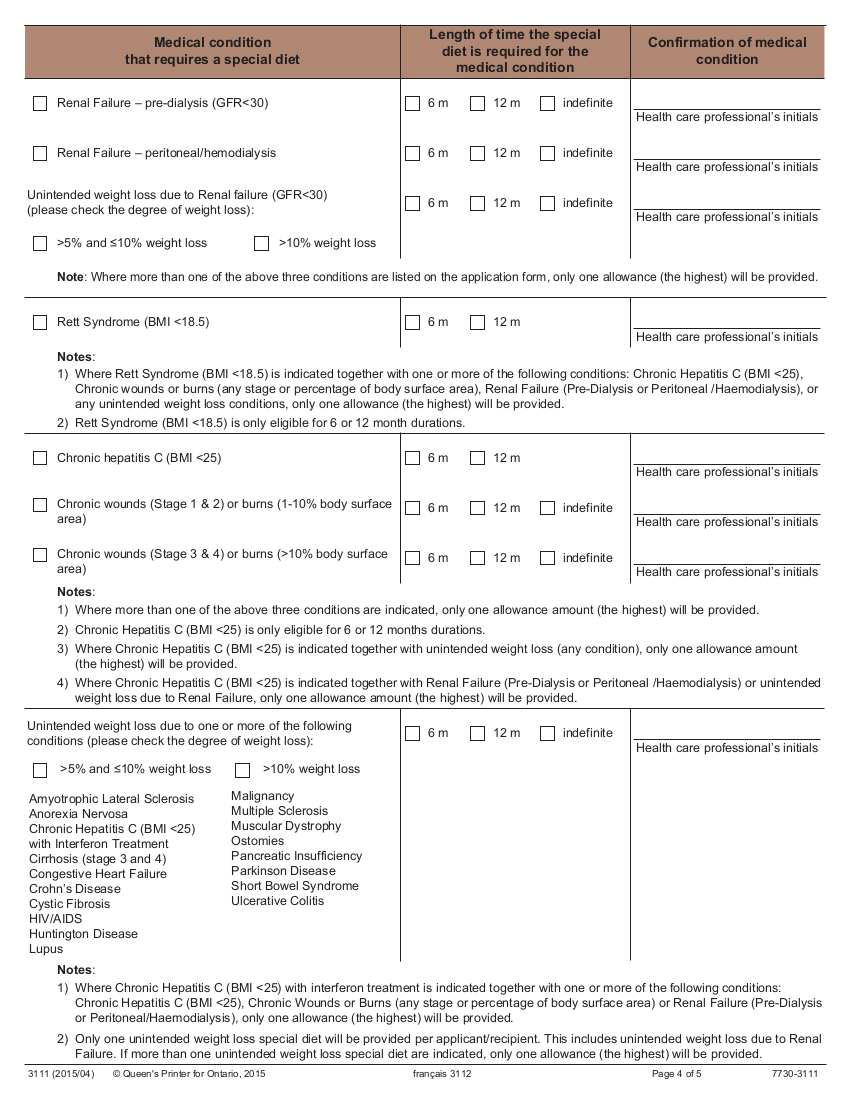 Medical condition
that requires a special diet
Length of time the special
diet is required for the
medical condition
Confirmation of medical
condition
Renal Failure – pre-dialysis (GFR<30)
6 m 12 m indefinite
Health care professional's initials
Renal Failure – peritoneal/hemodialysis
6 m 12 m indefinite
Health care professional's initials
Unintended weight loss due to Renal failure (GFR<30)
(please check the degree of weight loss):
6 m 12 m indefinite
Health care professional's initials
>5% and ≤10% weight loss >10% weight loss
Note: Where more than one of the above three conditions are listed on the application form, only one allowance (the highest) will be provided.
Rett Syndrome (BMI <18.5)
6 m 12 m
Health care professional's initials
Notes:
1) Where Rett Syndrome (BMI <18.5) is indicated together with one or more of the following conditions: Chronic Hepatitis C (BMI <25),
Chronic wounds or burns (any stage or percentage of body surface area), Renal Failure (Pre-Dialysis or Peritoneal /Haemodialysis), or
any unintended weight loss conditions, only one allowance (the highest) will be provided.
2) Rett Syndrome (BMI <18.5) is only eligible for 6 or 12 month durations.
Chronic hepatitis C (BMI <25)
6 m 12 m
Health care professional's initials
Chronic wounds (Stage 1 & 2) or burns (1-10% body surface
area)
6 m 12 m indefinite
Health care professional's initials
Chronic wounds (Stage 3 & 4) or burns (>10% body surface
area)
6 m 12 m indefinite
Health care professional's initials
Notes:
1) Where more than one of the above three conditions are indicated, only one allowance amount (the highest) will be provided.
2) Chronic Hepatitis C (BMI <25) is only eligible for 6 or 12 months durations.
3) Where Chronic Hepatitis C (BMI <25) is indicated together with unintended weight loss (any condition), only one allowance amount
(the highest) will be provided.
4) Where Chronic Hepatitis C (BMI <25) is indicated together with Renal Failure (Pre-Dialysis or Peritoneal /Haemodialysis) or unintended
weight loss due to Renal Failure, only one allowance amount (the highest) will be provided.
Unintended weight loss due to one or more of the following
conditions (please check the degree of weight loss):
6 m 12 m indefinite
Health care professional's initials
>5% and ≤10% weight loss >10% weight loss
Amyotrophic Lateral Sclerosis
Anorexia Nervosa
Chronic Hepatitis C (BMI <25)
with Interferon Treatment
Cirrhosis (stage 3 and 4)
Congestive Heart Failure
Crohn's Disease
Cystic Fibrosis
HIV/AIDS
Huntington Disease
Lupus
Malignancy
Multiple Sclerosis
Muscular Dystrophy
Ostomies
Pancreatic Insufficiency
Parkinson Disease
Short Bowel Syndrome
Ulcerative Colitis
Notes:
1) Where Chronic Hepatitis C (BMI <25) with interferon treatment is indicated together with one or more of the following conditions:
Chronic Hepatitis C (BMI <25), Chronic Wounds or Burns (any stage or percentage of body surface area) or Renal Failure (Pre-Dialysis
or Peritoneal/Haemodialysis), only one allowance (the highest) will be provided.
2) Only one unintended weight loss special diet will be provided per applicant/recipient. This includes unintended weight loss due to Renal
Failure. If more than one unintended weight loss special diet are indicated, only one allowance (the highest) will be provided.
3111 (2015/04) © Queen's Printer for Ontario, 2015 français 3112 Page 4 of 5 7730-3111